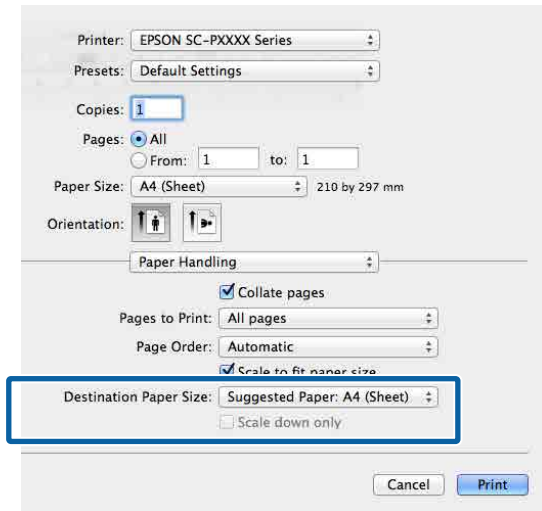 Printer: EPSON SC-PXXXX Series
Presets: Default Settings
Copies: 1
Pages: All
From: 1 to: 1
Paper Size: A4 (Sheet) 210 by 297 mm
Orientation:
Paper Handling
Collate pages
Pages to Print: All pages
Page Order: Automatic
Scale to fit paper size
Destination Paper Size: Suggested Paper: A4 (Sheet)
Scale down only
Cancel Print